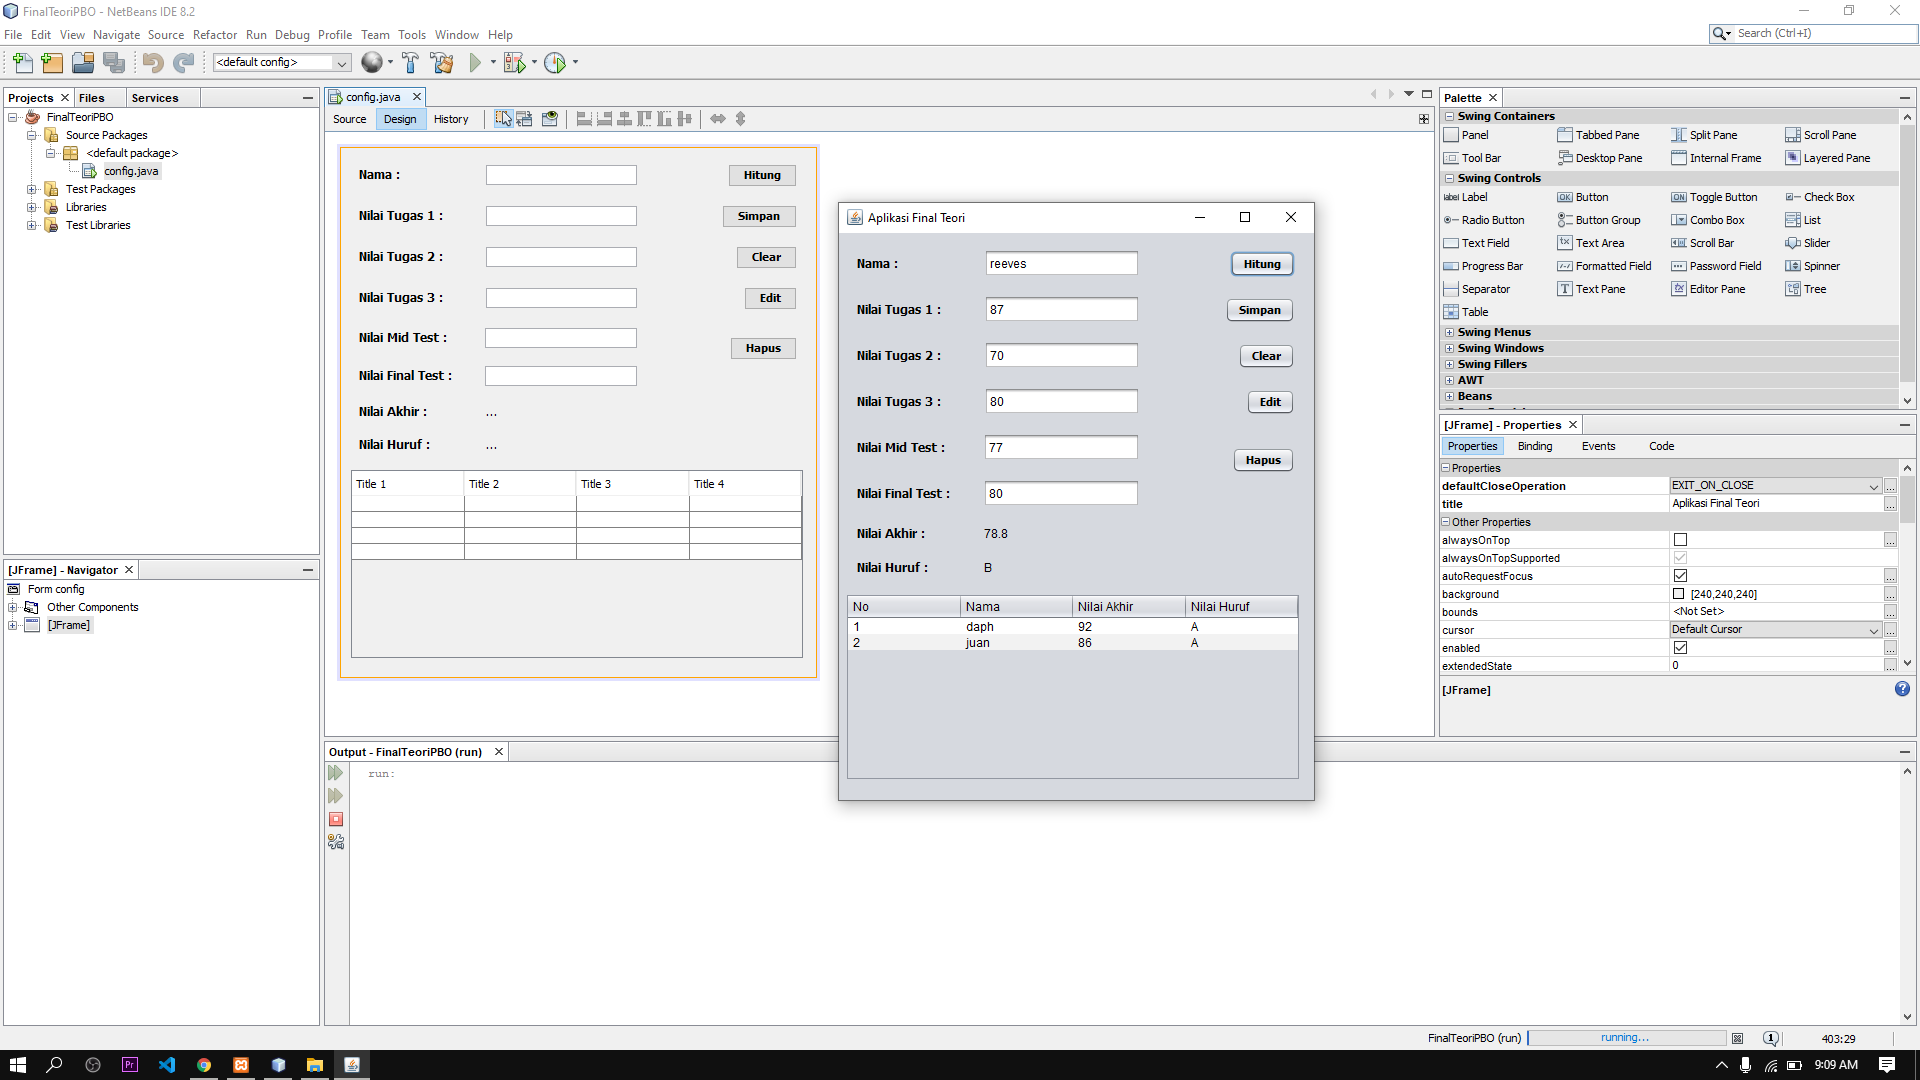 FinalTeoriPBO - NetBeans IDE 8.2
File Edit View Navigate Source Refactor Run Debug Profile Team Tools Window Help
Search (Ctrl+I)
<default config>
Projects Files Services
FinalTeoriPBO
Source Packages
<default package>
config.java
Test Packages
Libraries
Test Libraries
[JFrame] - Navigator
Form config
Other Components
[JFrame]
config.java
Source Design History
Nama : Hitung
Nilai Tugas 1 : Simpan
Nilai Tugas 2 : Clear
Nilai Tugas 3 : Edit
Nilai Mid Test :
Hapus
Nilai Final Test :
Nilai Akhir : ...
Nilai Huruf : ...
Title 1 Title 2 Title 3 Title 4
Aplikasi Final Teori
Nama : reeves Hitung
Nilai Tugas 1 : 87 Simpan
Nilai Tugas 2 : 70 Clear
Nilai Tugas 3 : 80 Edit
Nilai Mid Test : 77
Hapus
Nilai Final Test : 80
Nilai Akhir : 78.8
Nilai Huruf : B
No Nama Nilai Akhir Nilai Huruf
1 daph 92 A
2 juan 86 A
Output - FinalTeoriPBO (run)
run:
Palette
Swing Containers
Panel Tabbed Pane Split Pane Scroll Pane
Tool Bar Desktop Pane Internal Frame Layered Pane
Swing Controls
Label Button Toggle Button Check Box
Radio Button Button Group Combo Box List
Text Field Text Area Scroll Bar Slider
Progress Bar Formatted Field Password Field Spinner
Separator Text Pane Editor Pane Tree
Table
Swing Menus
Swing Windows
Swing Fillers
AWT
Beans
[JFrame] - Properties
Properties Binding Events Code
Properties
defaultCloseOperation EXIT_ON_CLOSE ...
title Aplikasi Final Teori ...
Other Properties
alwaysOnTop ...
alwaysOnTopSupported
autoRequestFocus ...
background [240,240,240] ...
bounds <Not Set> ...
cursor Default Cursor ...
enabled ...
extendedState 0 ...
[JFrame]
FinalTeoriPBO (run) running... 1 403:29
Pr
9:09 AM